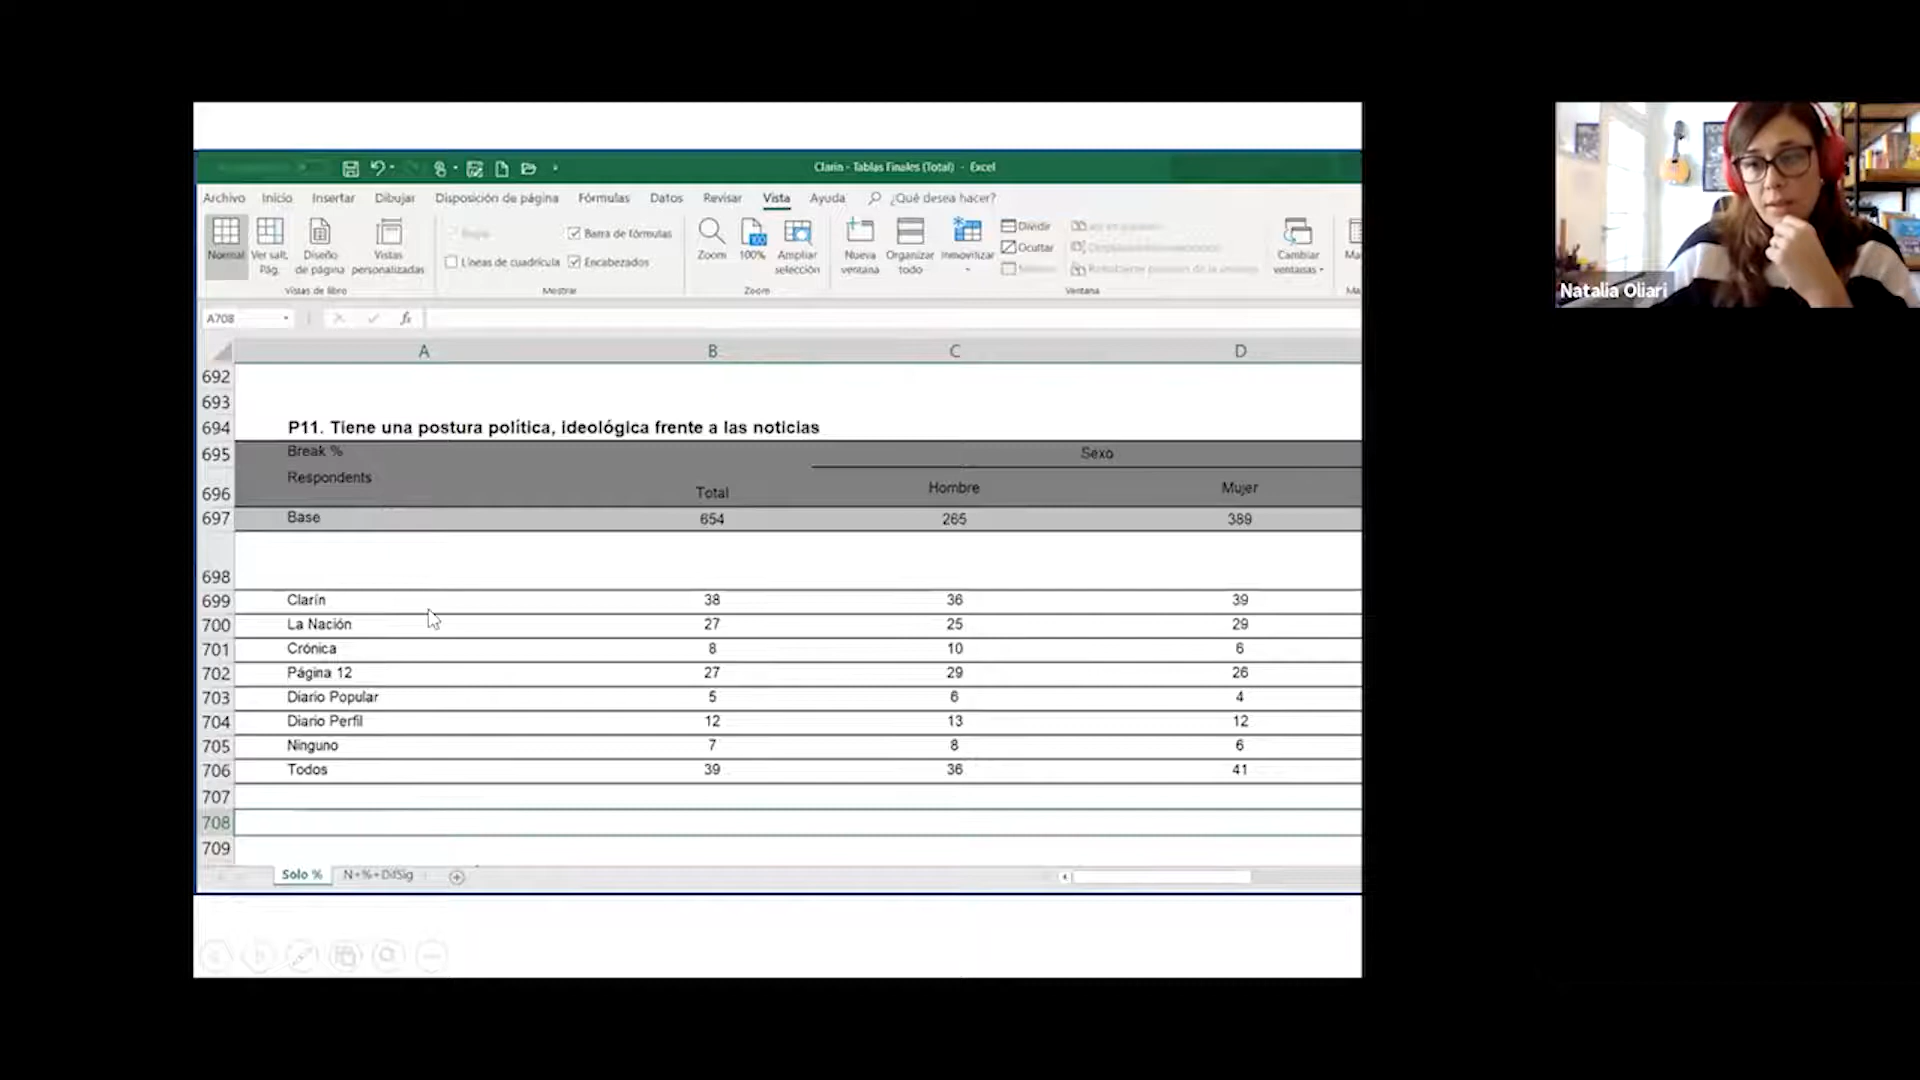 Clarin - Tablas Finales (Total) - Excel
Archivo Inicio Insertar Dibujar Disposición de página Fórmulas Datos Revisar Vista Ayuda ¿Qué desea hacer?
Normal Ver salt. Pág. Diseño de página Vistas personalizadas
Regla Barra de fórmulas
Líneas de cuadrícula Encabezados
Zoom 100% Ampliar selección
Nueva ventana Organizar todo Inmovilizar
Dividir
Ocultar
Cambiar ventanas
Vistas de libro Mostrar Zoom Ventana
A708 fx
A B C D
692
693
694 P11. Tiene una postura política, ideológica frente a las noticias
695 Break % Sexo
Respondents
696 Total Hombre Mujer
697 Base 654 265 389
698
699 Clarín 38 36 39
700 La Nación 27 25 29
701 Crónica 8 10 6
702 Página 12 27 29 26
703 Diario Popular 5 6 4
704 Diario Perfil 12 13 12
705 Ninguno 7 8 6
706 Todos 39 36 41
707
708
709
Solo % N+%+DifSig
Natalia Oliari